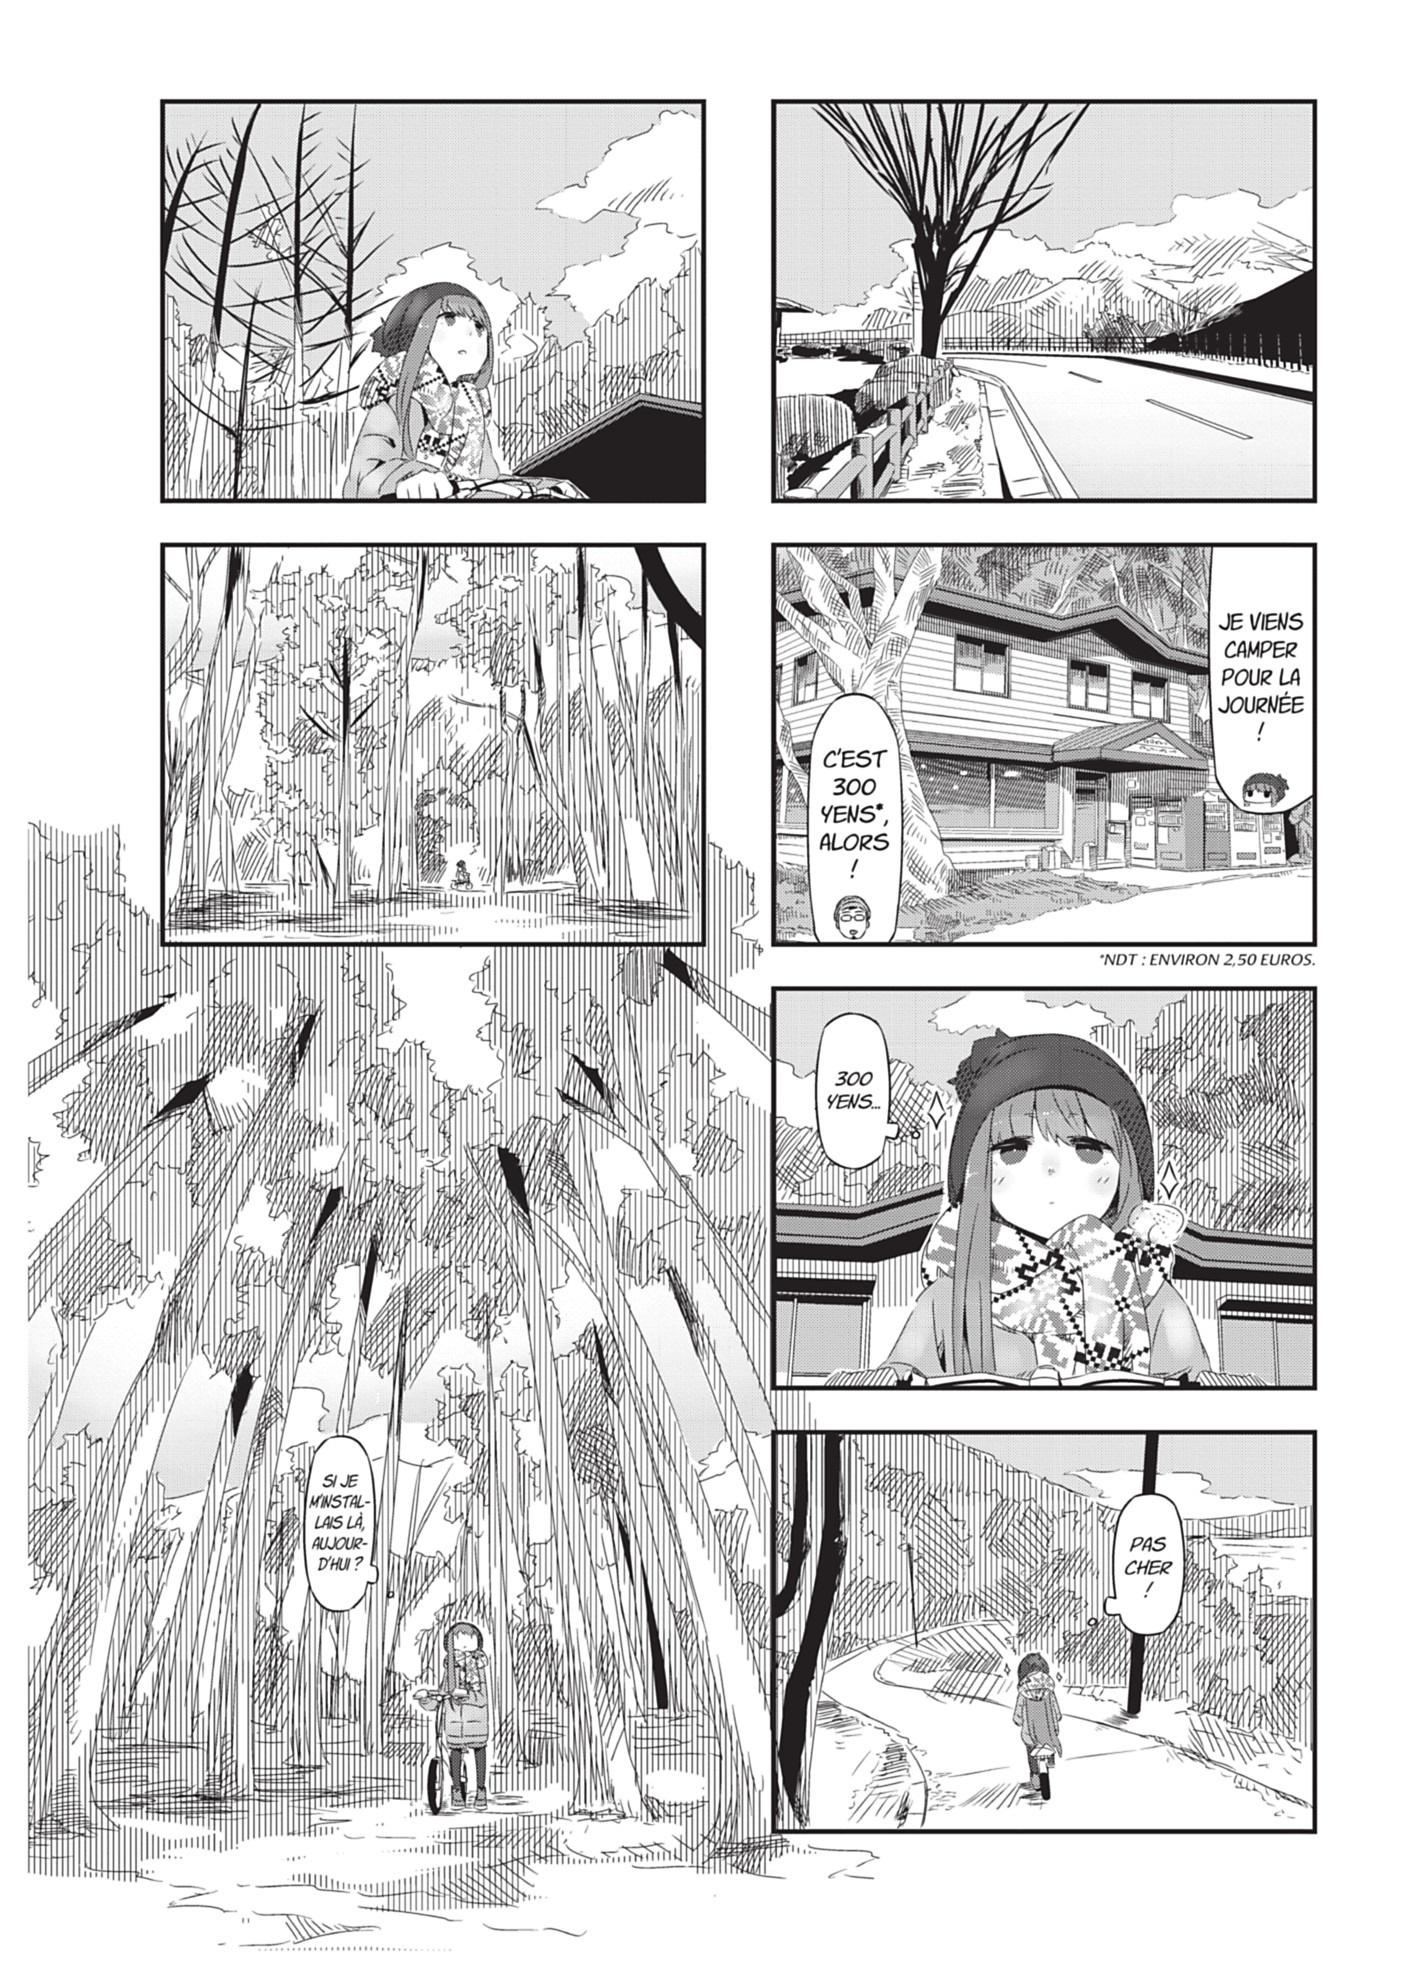 JE VIENS
CAMPER
POUR LA
JOURNÉE
!
C'EST
300
YENS*,
ALORS
!
*NDT : ENVIRON 2,50 EUROS.
300
YENS...
PAS
CHER
!
SI JE
M'INSTAL-
LAIS LÀ,
AUJOUR-
D'HUI ?